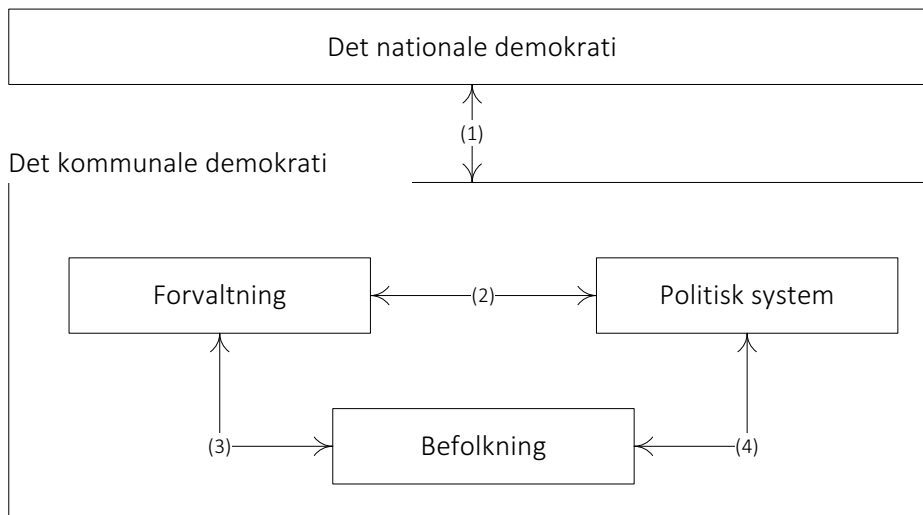 Det nationale demokrati
(1)
Det kommunale demokrati
Forvaltning
(2)
Politisk system
(3)
Befolkning
(4)